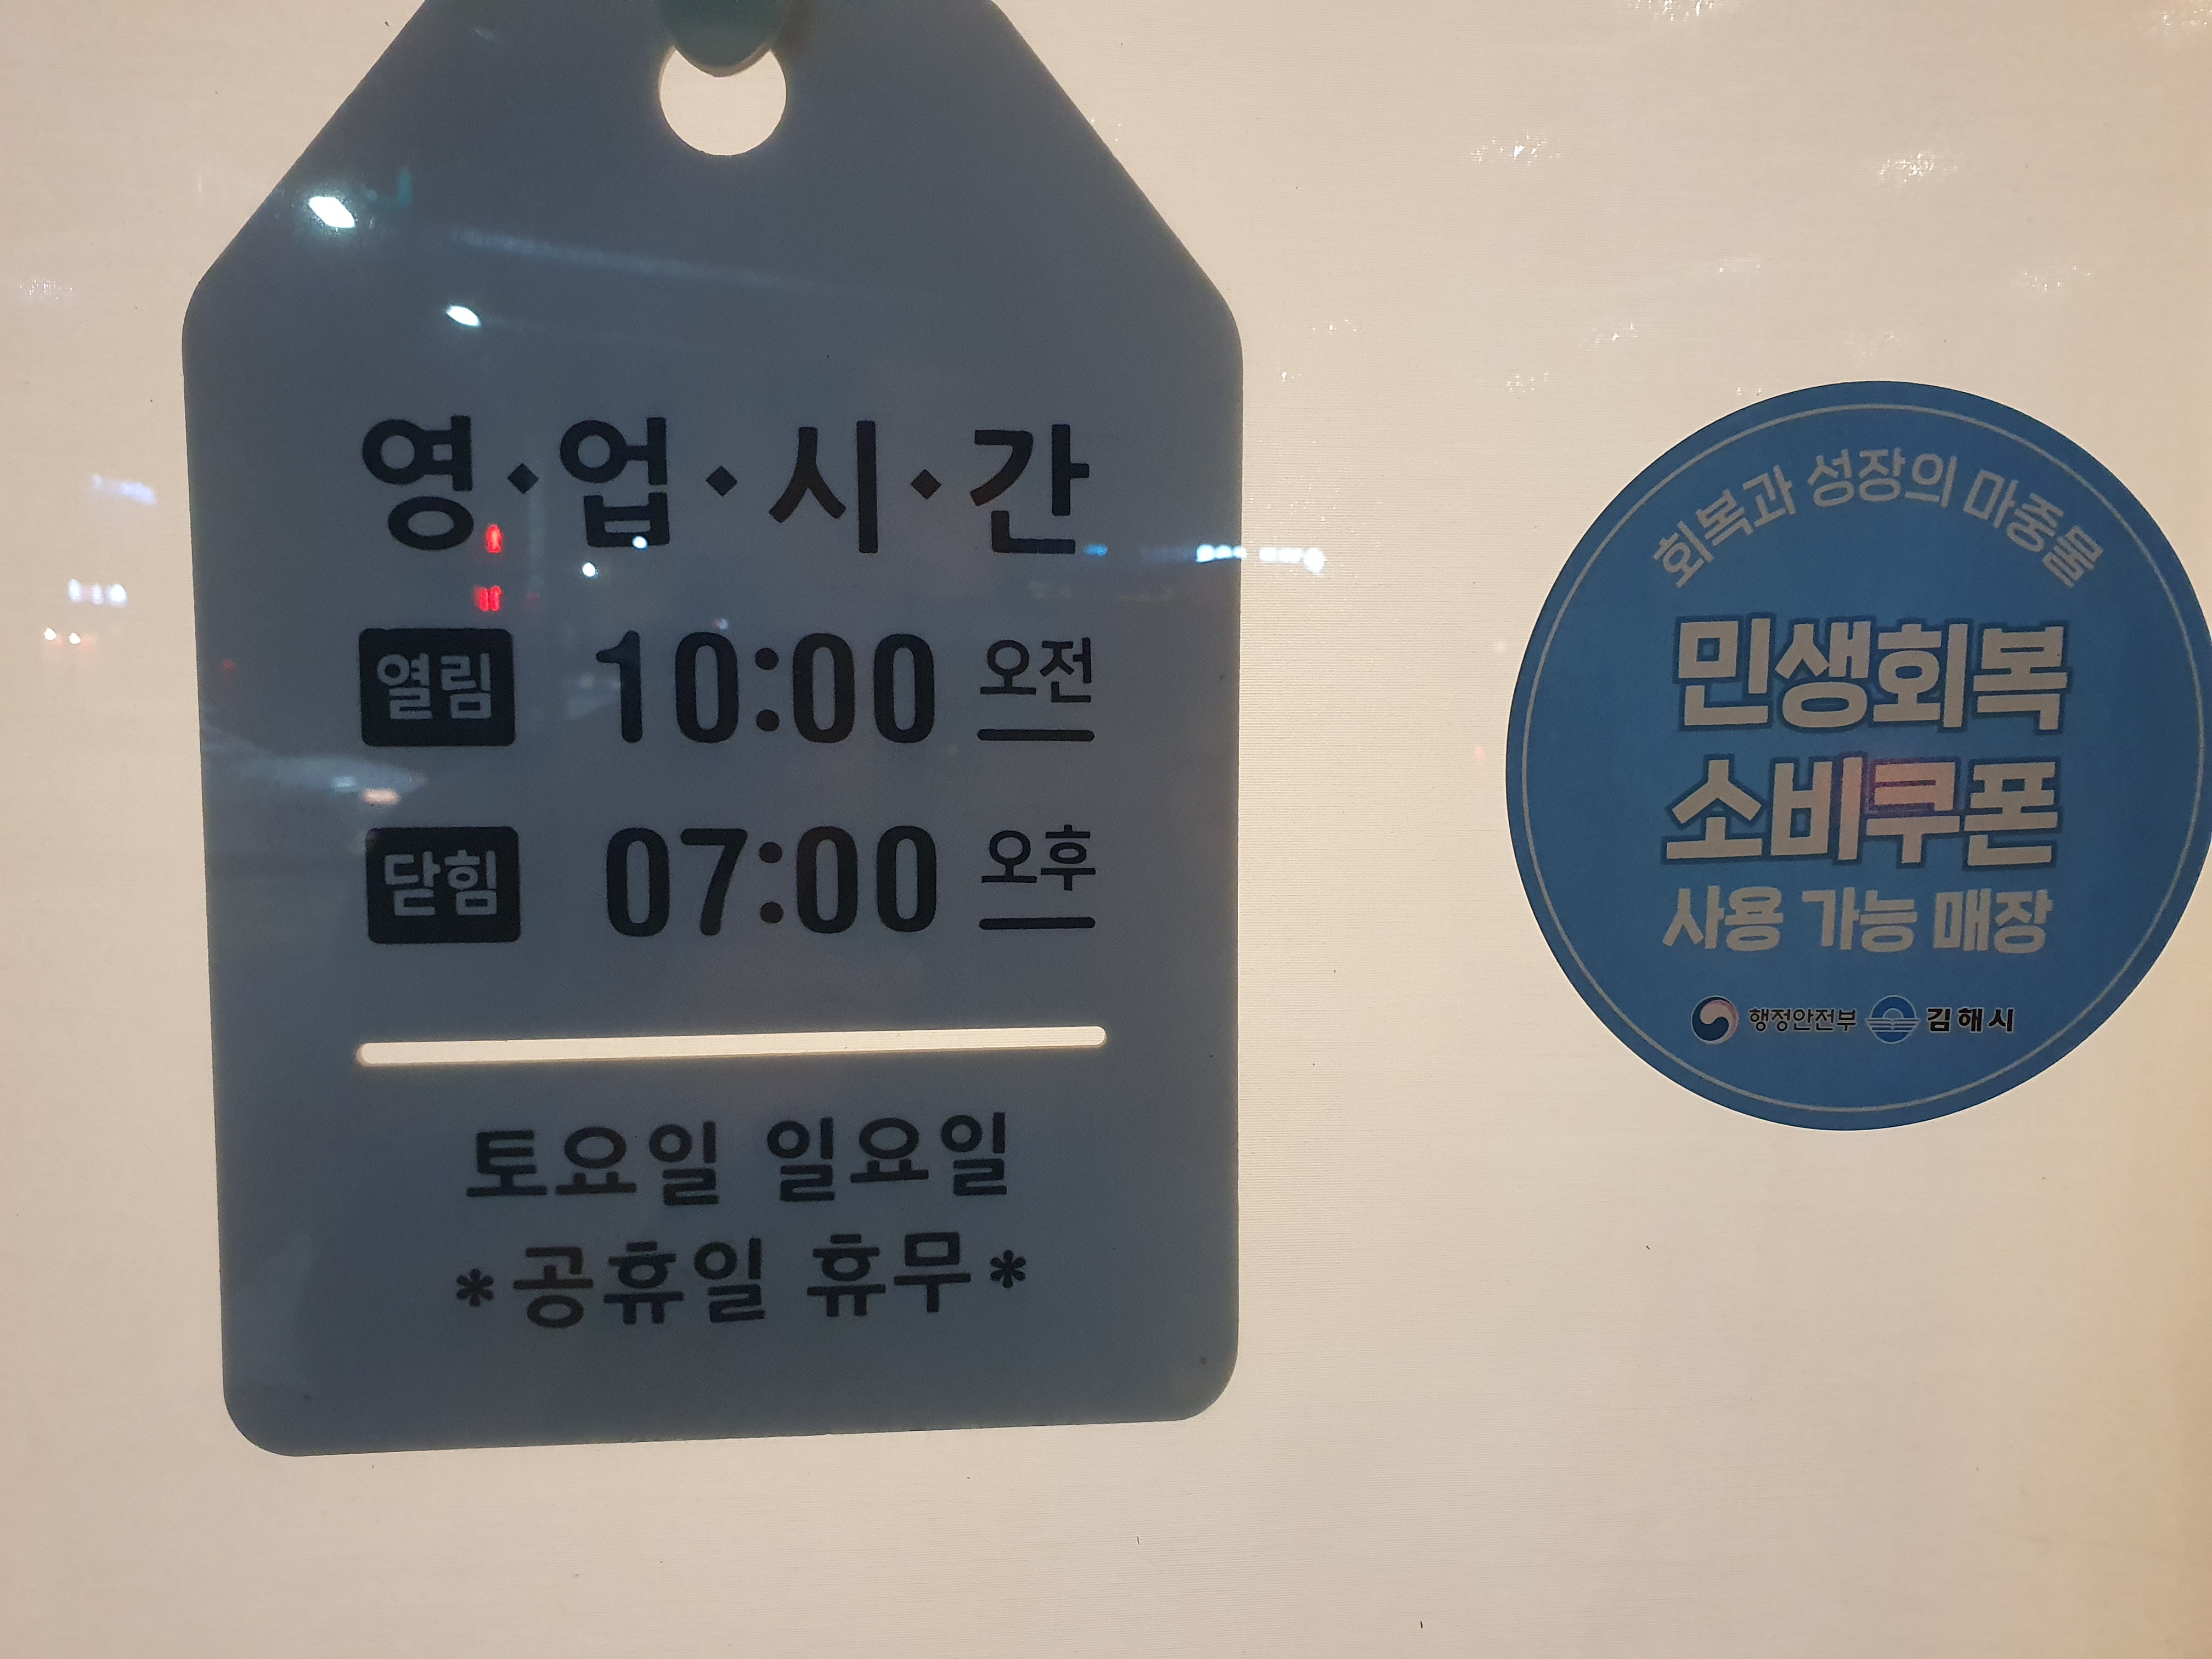 영·업·시·간
열림 10:00 오전
닫힘 07:00 오후
토요일 일요일
*공휴일 휴무*
회복과 성장의 마중물
민생회복
소비쿠폰
사용 가능 매장
행정안전부 김해시